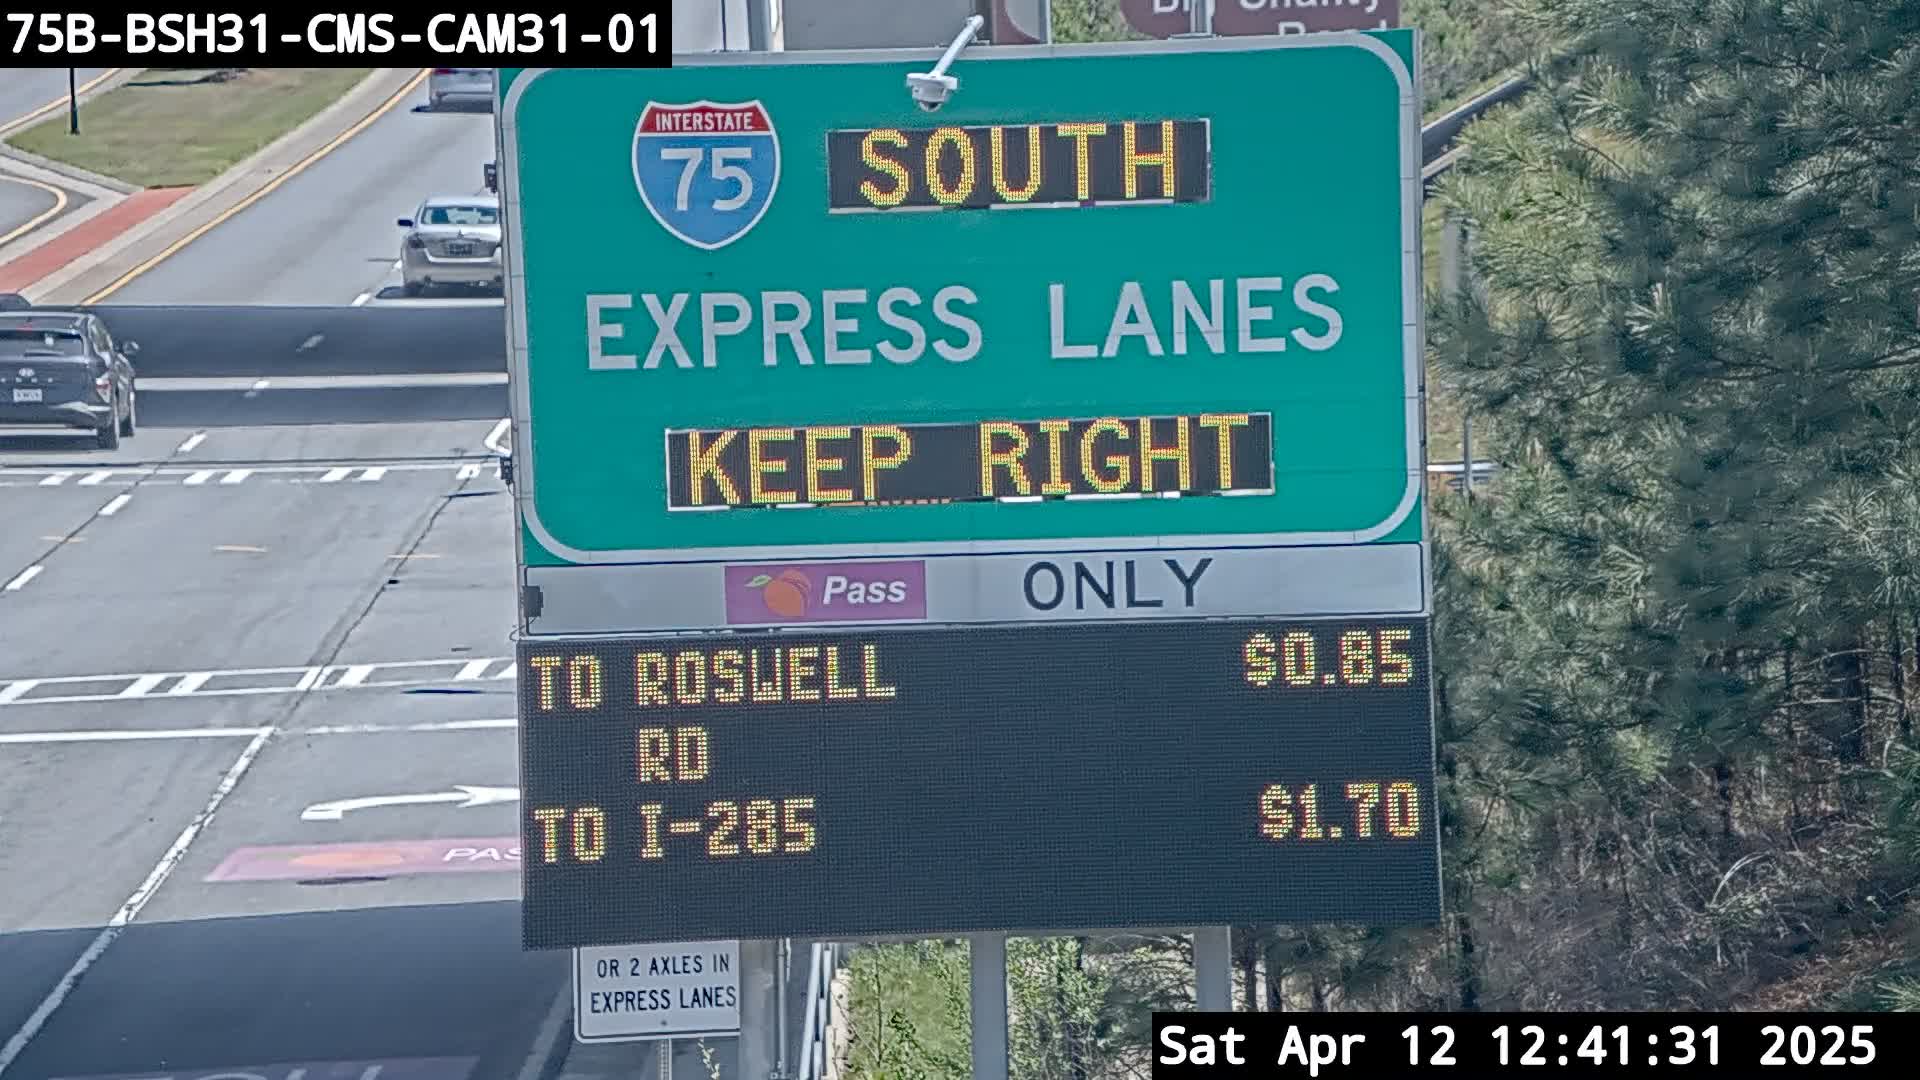 75B-BSH31-CMS-CAM31-01
INTERSTATE
75
SOUTH
EXPRESS LANES
KEEP RIGHT
Pass ONLY
TO ROSWELL $0.85
RD
TO I-285 $1.70
PAS
OR 2 AXLES IN
EXPRESS LANES
Sat Apr 12 12:41:31 2025